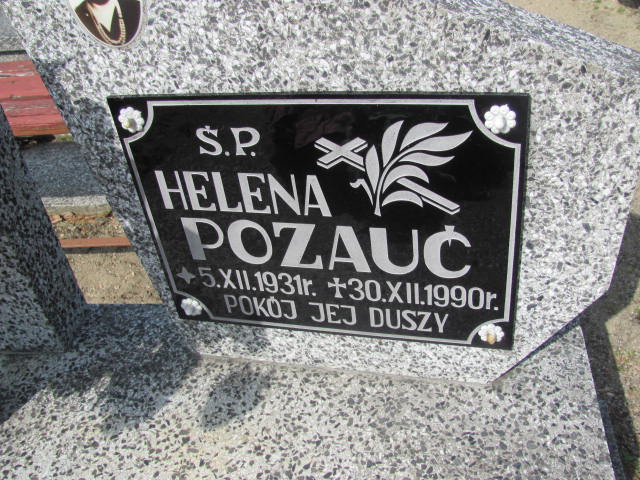 Ś.P.
HELENA
POZAUĆ
5.XII.1931r. 30.XII.1990r.
POKÓJ JEJ DUSZY